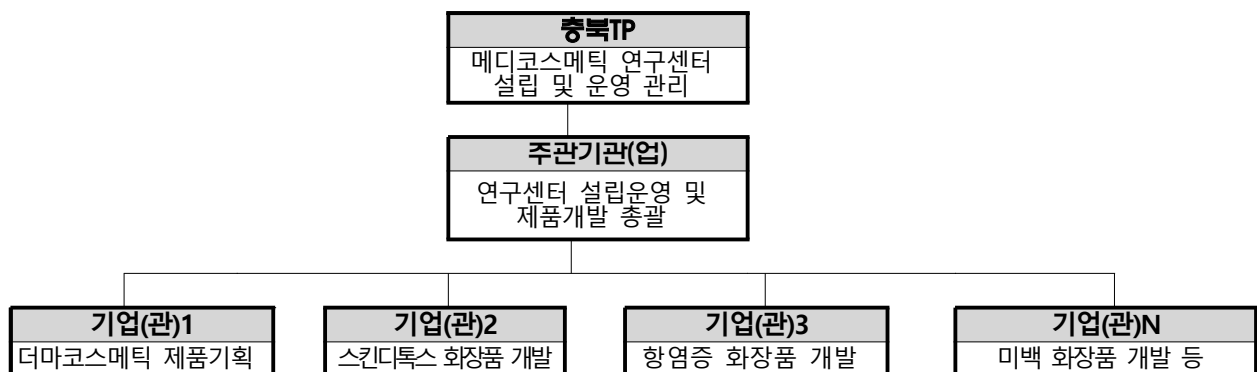 충북TP
메디코스메틱 연구센터
설립 및 운영 관리
주관기관(업)
연구센터 설립운영 및
제품개발 총괄
기업(관)1
더마코스메틱 제품기획
기업(관)2
스킨디톡스 화장품 개발
기업(관)3
항염증 화장품 개발
기업(관)N
미백 화장품 개발 등